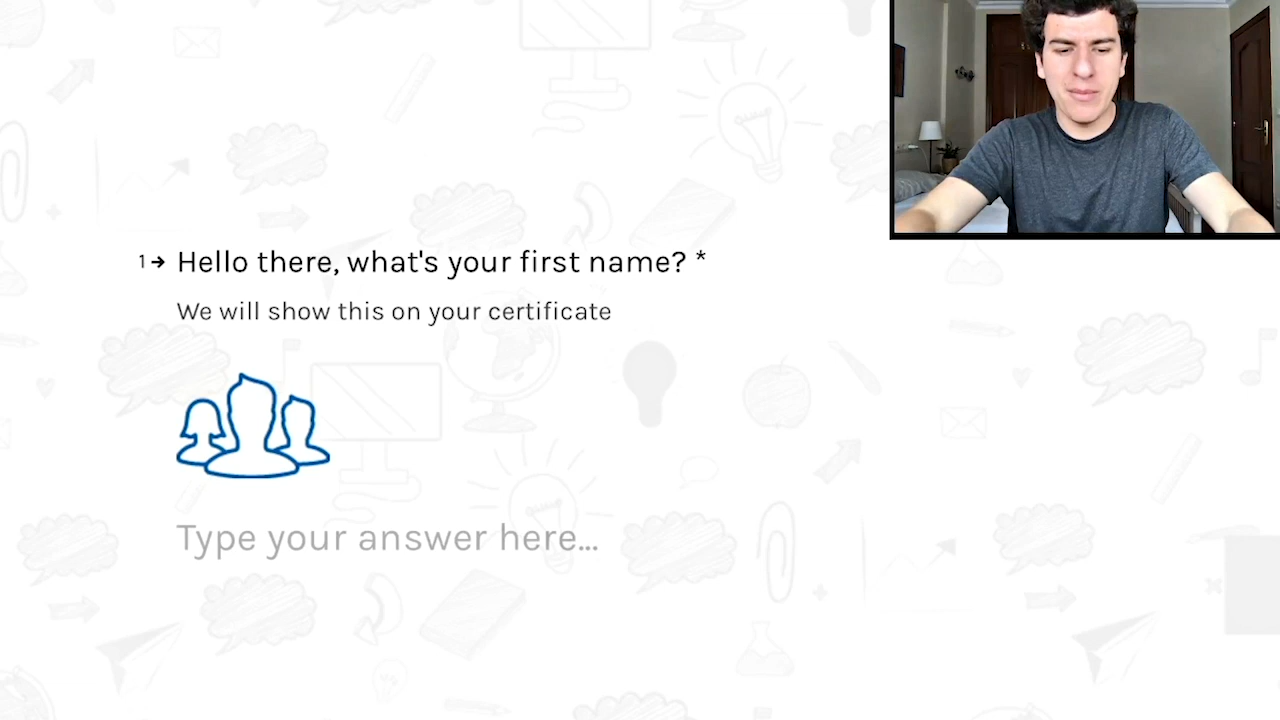 1→ Hello there, what's your first name? *
We will show this on your certificate
Type your answer here...